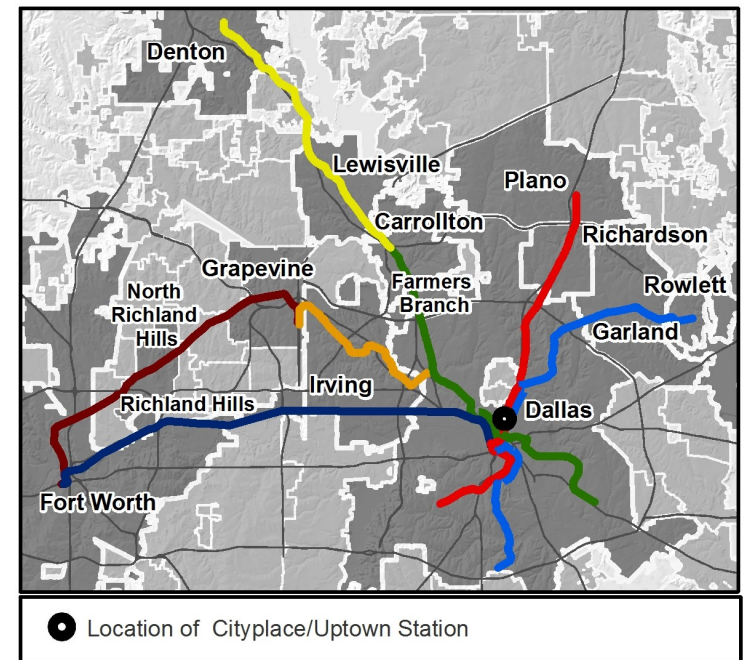 Denton
Lewisville
Plano
Carrollton
Richardson
Grapevine
Farmers
Branch
Rowlett
North
Richland
Hills
Garland
Irving
Richland Hills
Dallas
Fort Worth
Location of  Cityplace/Uptown Station